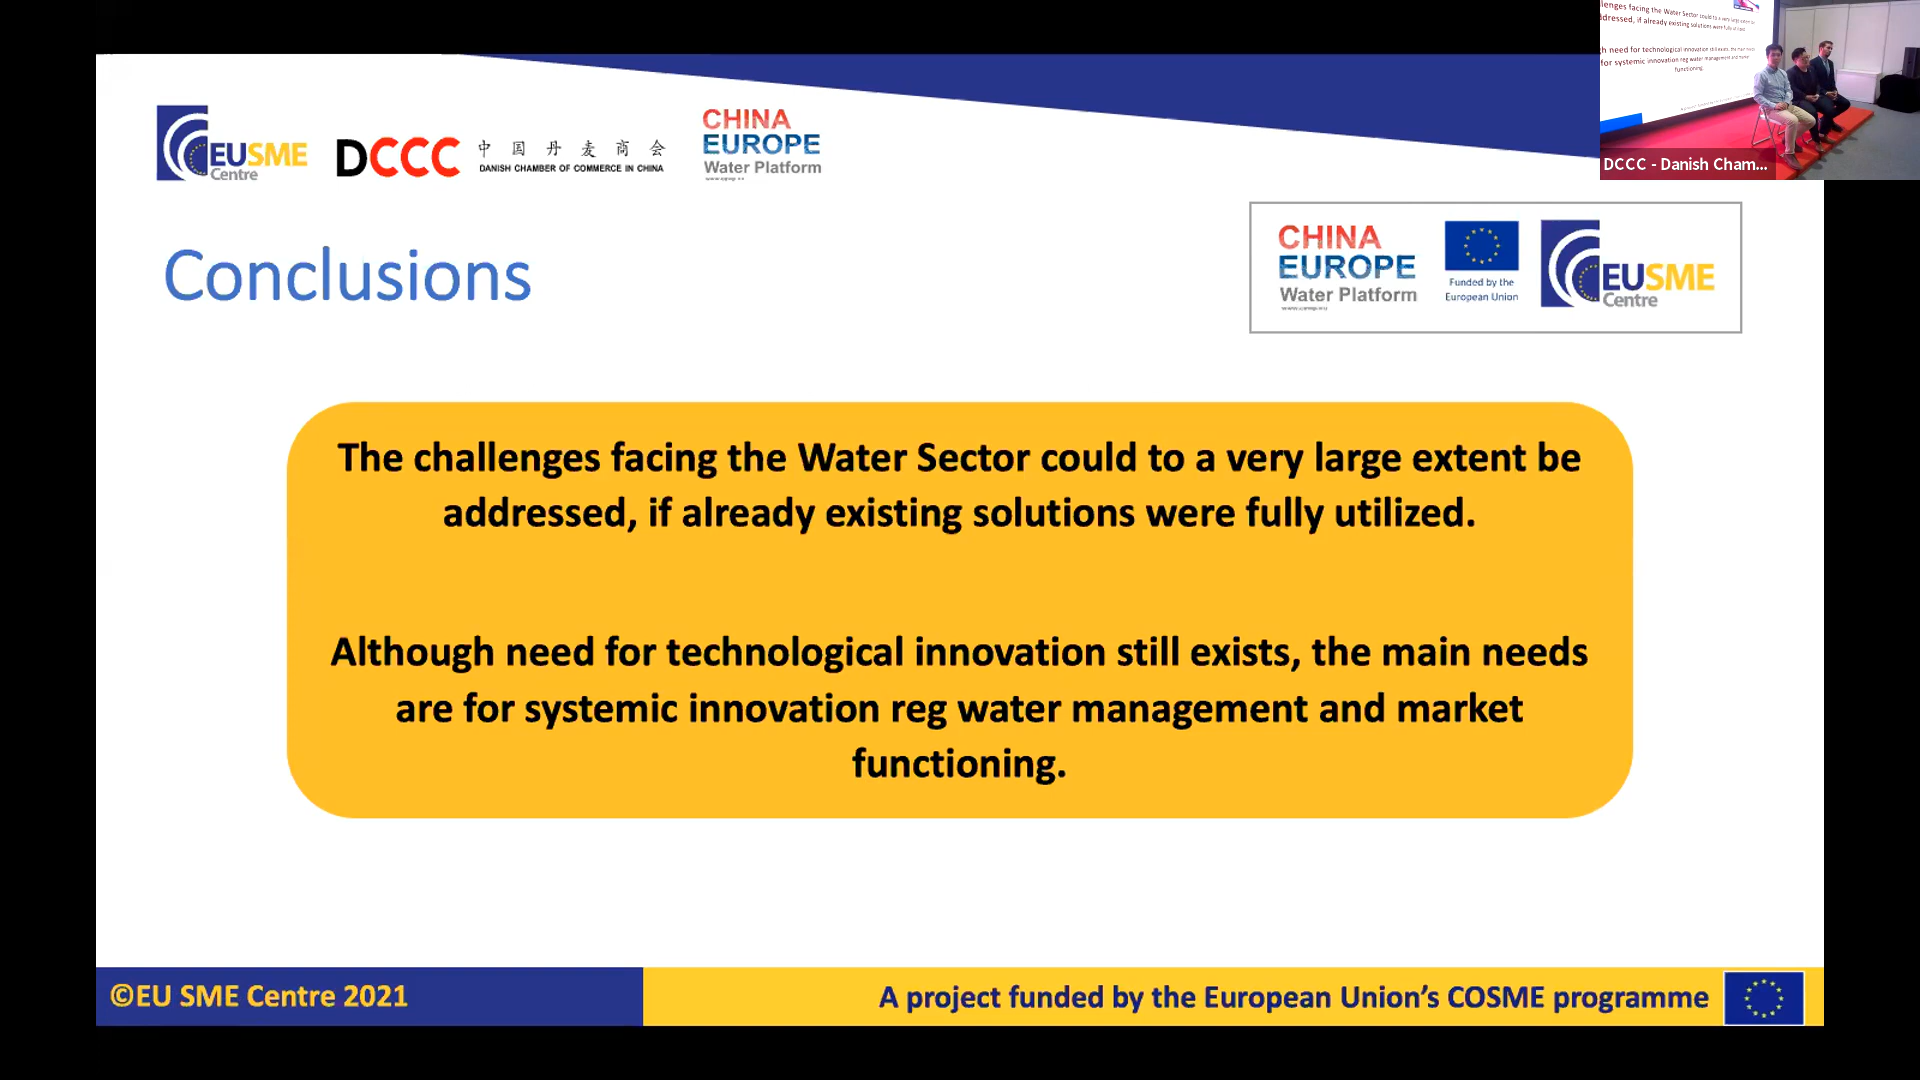 EUSME
Centre
DCCC
中国丹麦商会
DANISH CHAMBER OF COMMERCE IN CHINA
CHINA
EUROPE
Water Platform
DCCC - Danish Cham...
Conclusions
CHINA
EUROPE
Water Platform
Funded by the
European Union
EUSME
Centre
The challenges facing the Water Sector could to a very large extent be
addressed, if already existing solutions were fully utilized.
Although need for technological innovation still exists, the main needs
are for systemic innovation reg water management and market
functioning.
©EU SME Centre 2021
A project funded by the European Union’s COSME programme